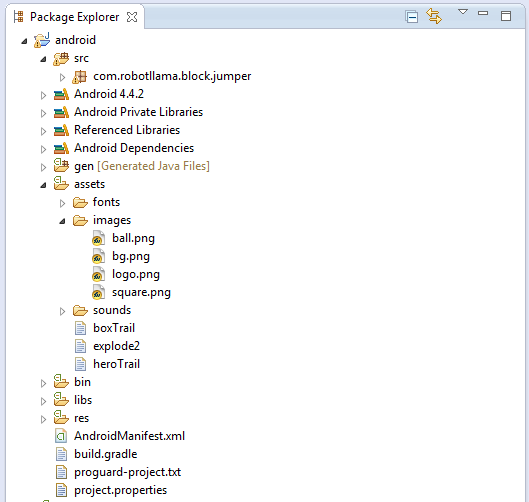 Package Explorer
android
src
com.robotllama.block.jumper
Android 4.4.2
Android Private Libraries
Referenced Libraries
Android Dependencies
gen [Generated Java Files]
assets
fonts
images
ball.png
bg.png
logo.png
square.png
sounds
boxTrail
explode2
heroTrail
bin
libs
res
AndroidManifest.xml
build.gradle
proguard-project.txt
project.properties